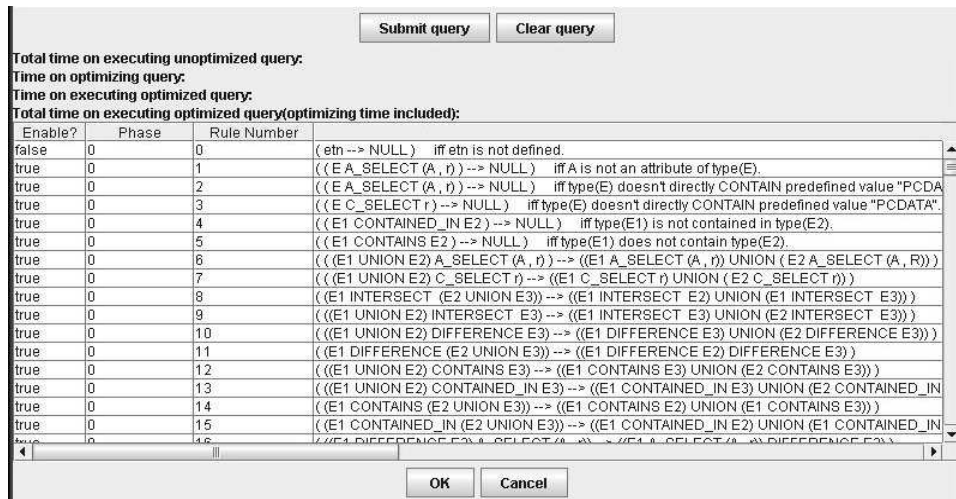 Submit query Clear query
Total time on executing unoptimized query:
Time on optimizing query:
Time on executing optimized query:
Total time on executing optimized query(optimizing time included):
Enable? Phase Rule Number
false 0 0 ( etn --> NULL ) iff etn is not defined.
true 0 1 ( ( E A_SELECT (A , r) ) --> NULL ) iff A is not an attribute of type(E).
true 0 2 ( ( E A_SELECT (A , r) ) --> NULL ) iff type(E) doesn't directly CONTAIN predefined value "PCDA
true 0 3 ( ( E C_SELECT r ) --> NULL ) iff type(E) doesn't directly CONTAIN predefined value "PCDATA".
true 0 4 ( ( E1 CONTAINED_IN E2 ) --> NULL ) iff type(E1) is not contained in type(E2).
true 0 5 ( ( E1 CONTAINS E2 ) --> NULL ) iff type(E1) does not contain type(E2).
true 0 6 ( ( (E1 UNION E2) A_SELECT (A , r ) ) --> ((E1 A_SELECT (A , r)) UNION ( E2 A_SELECT (A , R)) )
true 0 7 ( ( (E1 UNION E2) C_SELECT r) --> ((E1 C_SELECT r) UNION ( E2 C_SELECT r)) )
true 0 8 ( (E1 INTERSECT (E2 UNION E3)) --> ((E1 INTERSECT E2) UNION (E1 INTERSECT E3)) )
true 0 9 ( ((E1 UNION E2) INTERSECT E3) --> ((E1 INTERSECT E3) UNION (E2 INTERSECT E3)) )
true 0 10 ( ((E1 UNION E2) DIFFERENCE E3) --> ((E1 DIFFERENCE E3) UNION (E2 DIFFERENCE E3)) )
true 0 11 ( (E1 DIFFERENCE (E2 UNION E3)) --> ((E1 DIFFERENCE E2) DIFFERENCE E3) )
true 0 12 ( ((E1 UNION E2) CONTAINS E3) --> ((E1 CONTAINS E3) UNION (E2 CONTAINS E3)) )
true 0 13 ( ((E1 UNION E2) CONTAINED_IN E3) --> ((E1 CONTAINED_IN E3) UNION (E2 CONTAINED_IN
true 0 14 ( (E1 CONTAINS (E2 UNION E3)) --> ((E1 CONTAINS E2) UNION (E1 CONTAINS E3)) )
true 0 15 ( (E1 CONTAINED_IN (E2 UNION E3)) --> ((E1 CONTAINED_IN E2) UNION (E1 CONTAINED_IN
OK Cancel